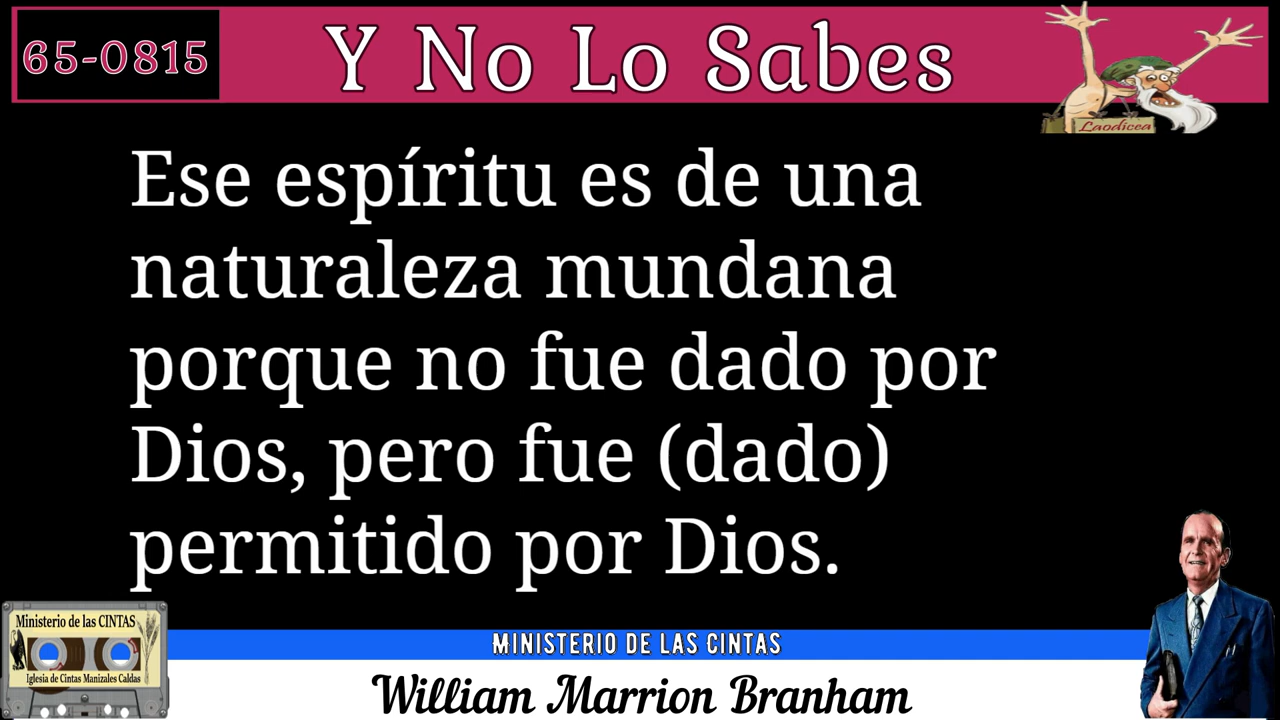 65-0815
Y No Lo Sabes
Laodicea
Ese espíritu es de una
naturaleza mundana
porque no fue dado por
Dios, pero fue (dado)
permitido por Dios.
Ministerio de las CINTAS
Iglesia de Cintas Manizales Caldas
MINISTERIO DE LAS CINTAS
William Marrion Branham